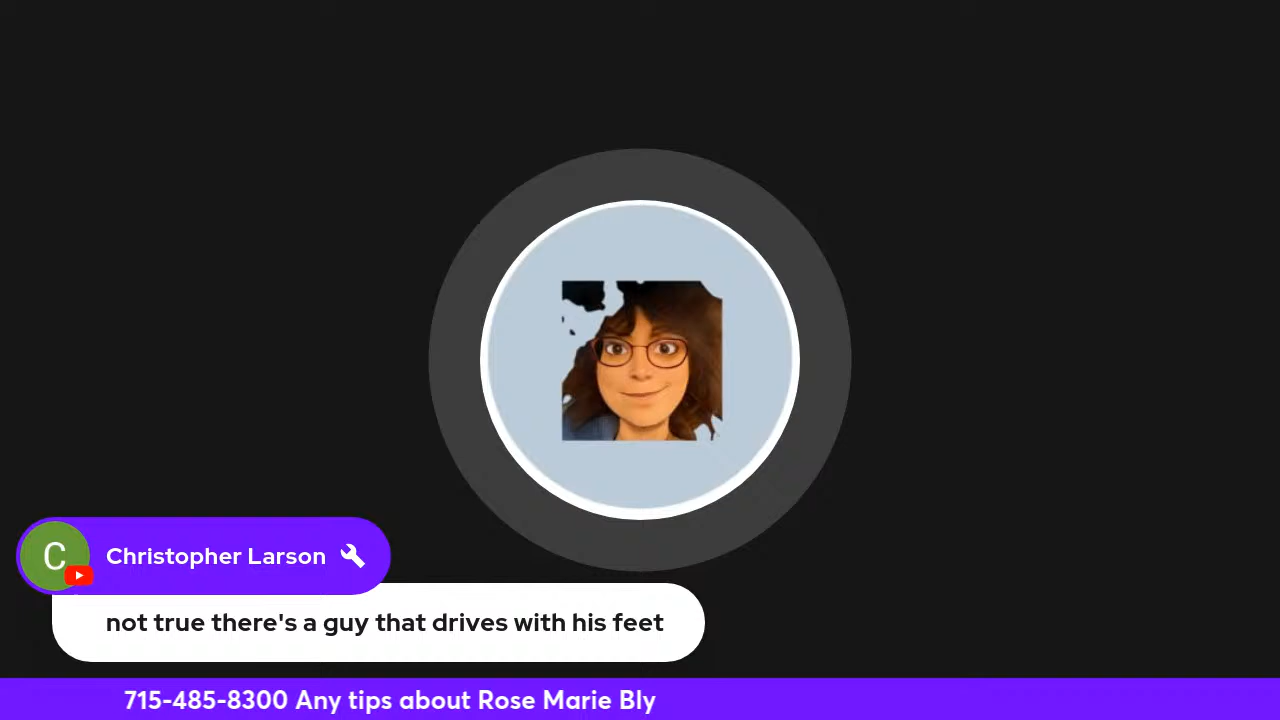 C
Christopher Larson
not true there's a guy that drives with his feet
715-485-8300 Any tips about Rose Marie Bly